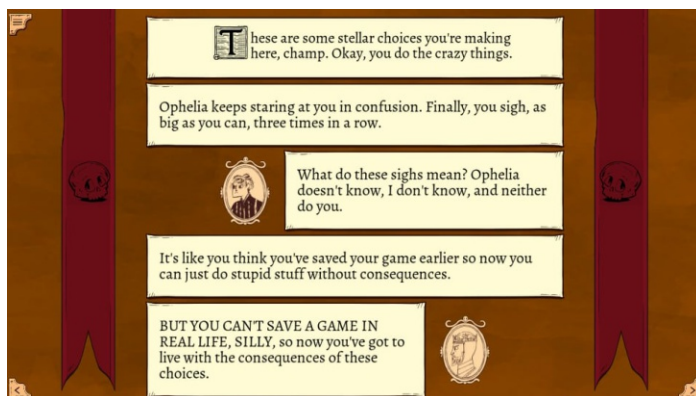 These are some stellar choices you're making
here, champ. Okay, you do the crazy things.
Ophelia keeps staring at you in confusion. Finally, you sigh, as
big as you can, three times in a row.
What do these sighs mean? Ophelia
doesn't know, I don't know, and neither
do you.
It's like you think you've saved your game earlier so now you
can just do stupid stuff without consequences.
BUT YOU CAN'T SAVE A GAME IN
REAL LIFE, SILLY, so now you've got to
live with the consequences of these
choices.